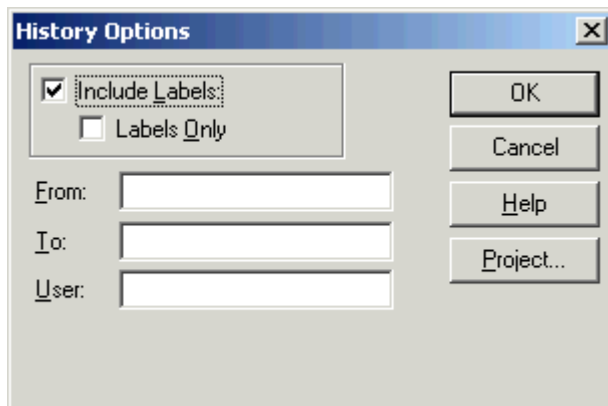 History Options
Include Labels:
Labels Only
From:
To:
User:
OK
Cancel
Help
Project...